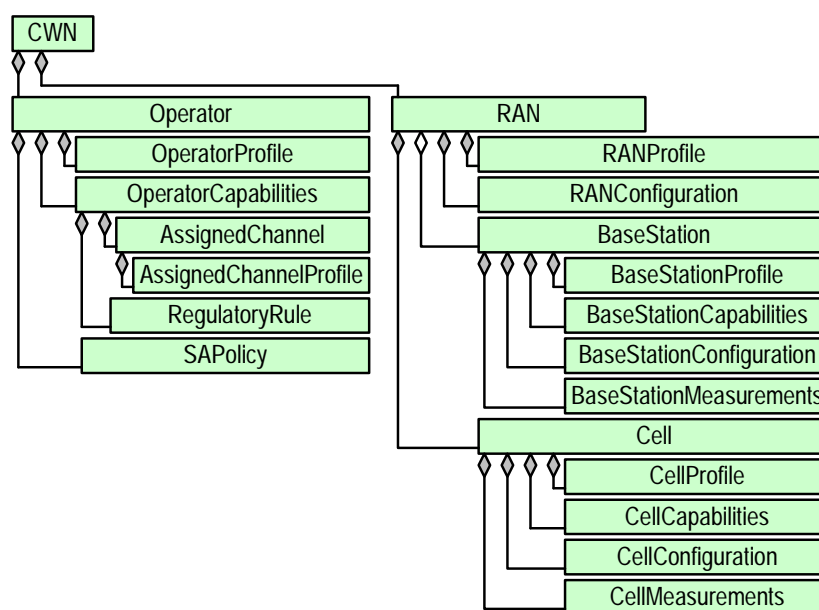 CWN
Operator
OperatorProfile
OperatorCapabilities
AssignedChannel
AssignedChannelProfile
RegulatoryRule
SAPolicy
RAN
RANProfile
RANConfiguration
BaseStation
BaseStationProfile
BaseStationCapabilities
BaseStationConfiguration
BaseStationMeasurements
Cell
CellProfile
CellCapabilities
CellConfiguration
CellMeasurements